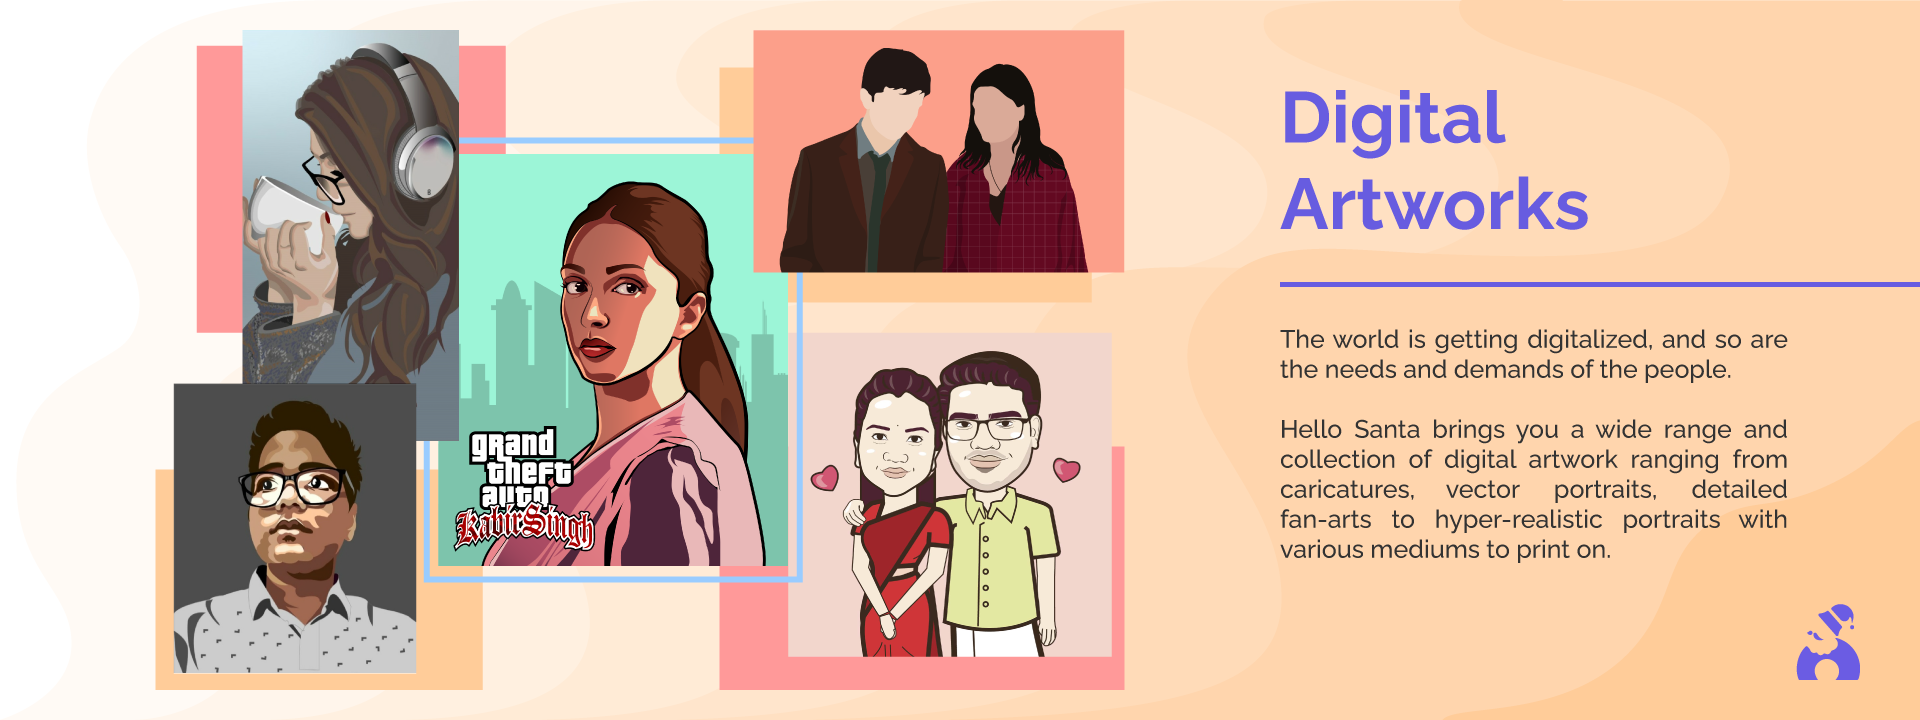 Digital
Artworks
The world is getting digitalized, and so are
the needs and demands of the people.
Hello Santa brings you a wide range and
collection of digital artwork ranging from
caricatures, vector portraits, detailed
fan-arts to hyper-realistic portraits with
various mediums to print on.
grand
theft
auto
Kabir Singh